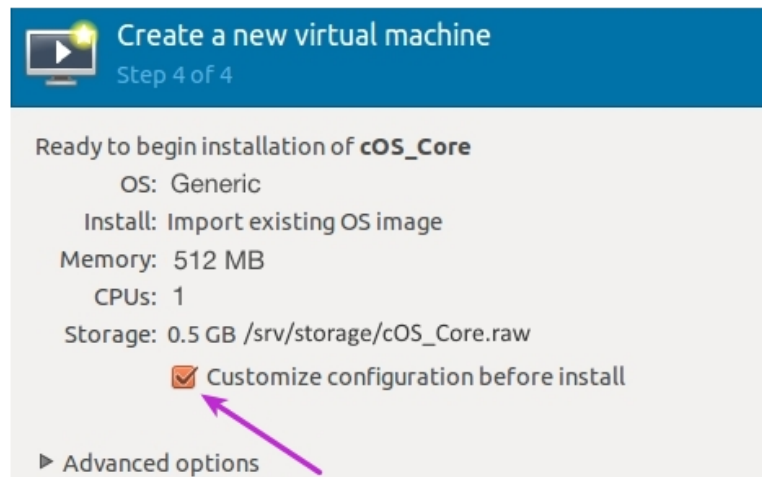 Create a new virtual machine
Step 4 of 4
Ready to begin installation of cOS_Core
OS: Generic
Install: Import existing OS image
Memory: 512 MB
CPUs: 1
Storage: 0.5 GB /srv/storage/cOS_Core.raw
Customize configuration before install
Advanced options